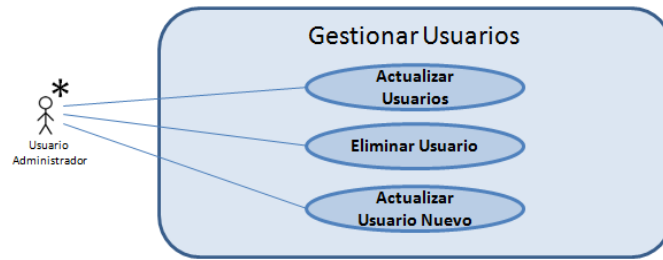 Gestionar Usuarios
*
Actualizar
Usuarios
Usuario
Administrador
Eliminar Usuario
Actualizar
Usuario Nuevo